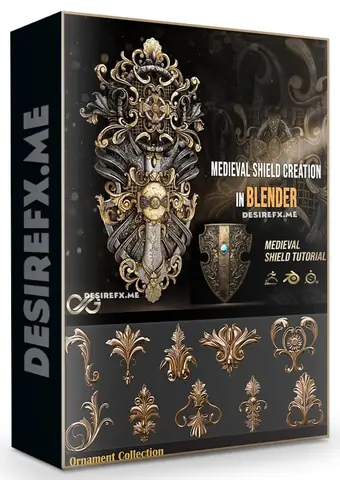 DESIREFX.ME
MEDIEVAL SHIELD CREATION
IN BLENDER
DESIREFX.ME
MEDIEVAL
SHIELD TUTORIAL
DESIREFX.ME
Ornament Collection